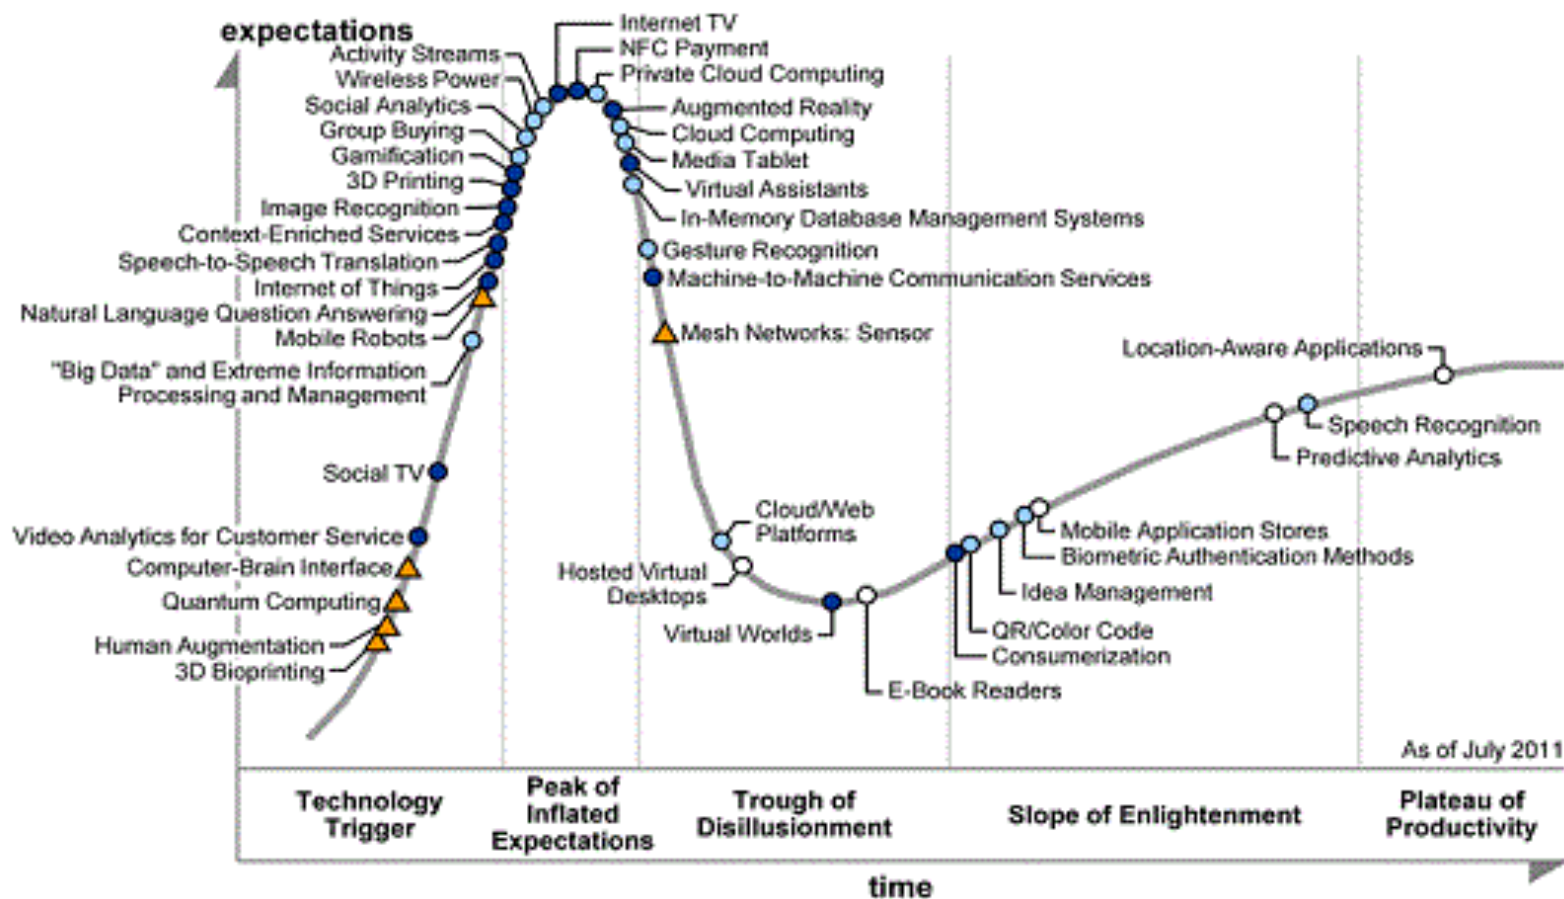 expectations
Activity Streams
Wireless Power
Social Analytics
Group Buying
Gamification
3D Printing
Image Recognition
Context-Enriched Services
Speech-to-Speech Translation
Internet of Things
Natural Language Question Answering
Mobile Robots
"Big Data" and Extreme Information
Processing and Management
Social TV
Video Analytics for Customer Service
Computer-Brain Interface
Quantum Computing
Human Augmentation
3D Bioprinting
Internet TV
NFC Payment
Private Cloud Computing
Augmented Reality
Cloud Computing
Media Tablet
Virtual Assistants
In-Memory Database Management Systems
Gesture Recognition
Machine-to-Machine Communication Services
Mesh Networks: Sensor
Cloud/Web
Platforms
Hosted Virtual
Desktops
Virtual Worlds
E-Book Readers
Location-Aware Applications
Speech Recognition
Predictive Analytics
Mobile Application Stores
Biometric Authentication Methods
Idea Management
QR/Color Code
Consumerization
As of July 2011
Technology
Trigger
Peak of
Inflated
Expectations
Trough of
Disillusionment
Slope of Enlightenment
Plateau of
Productivity
time